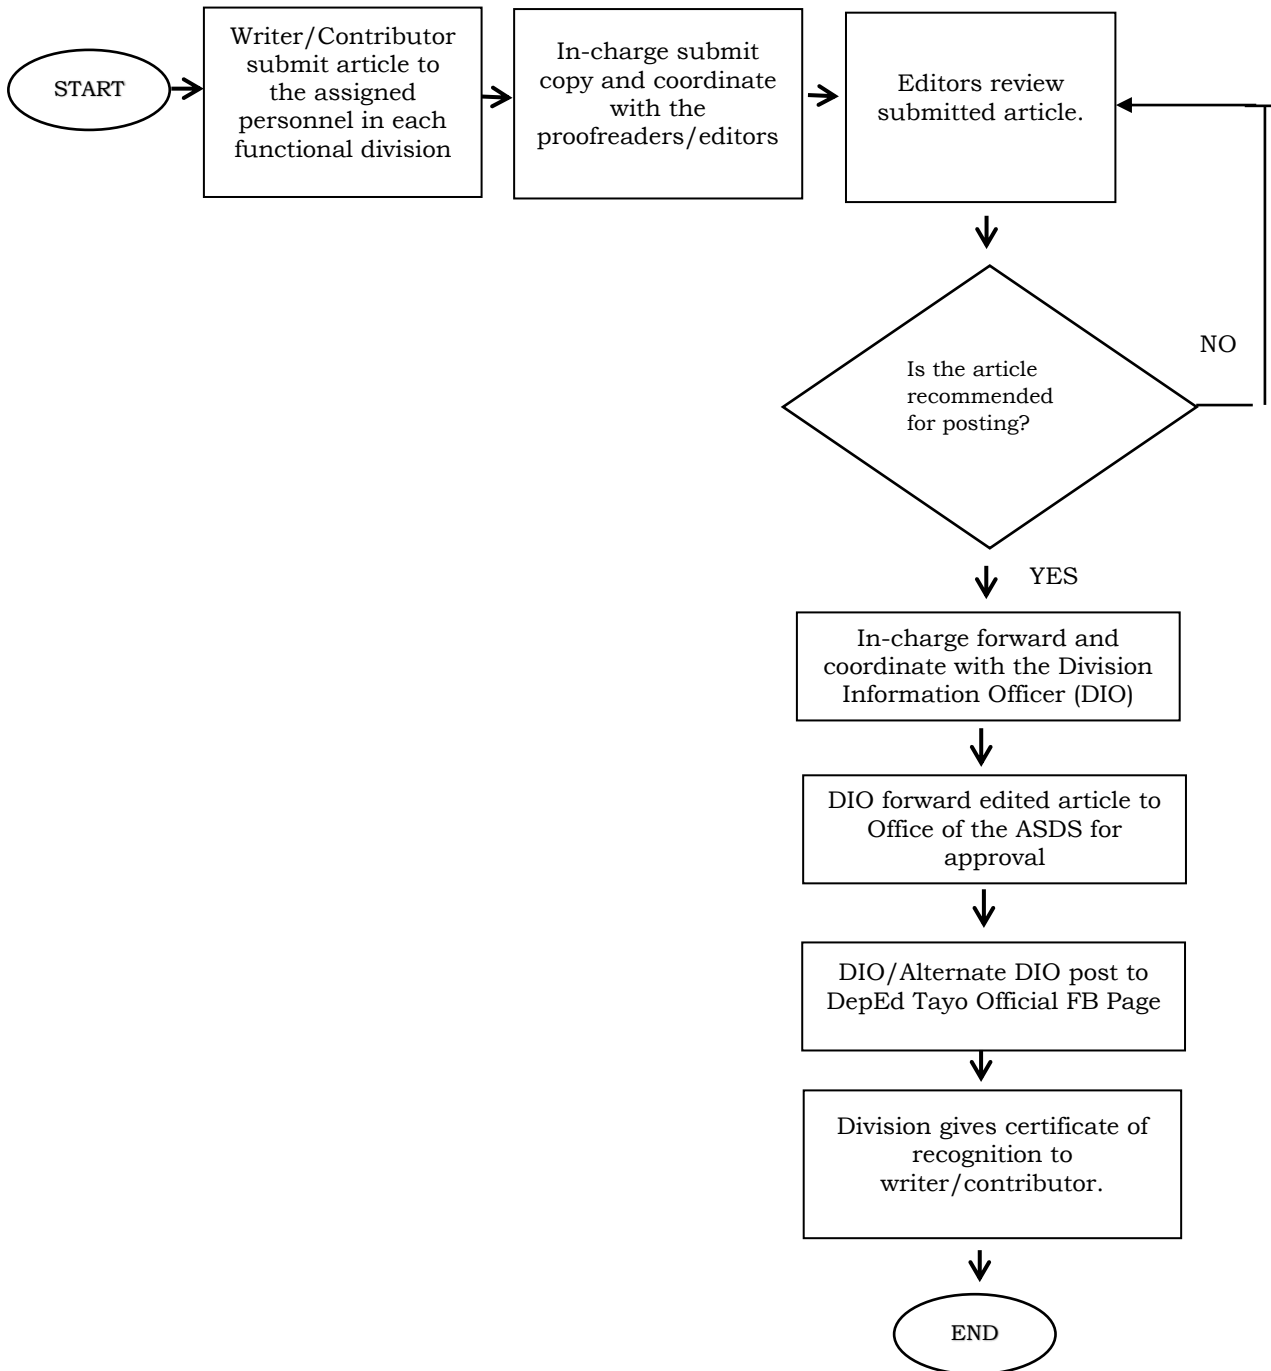 START
Writer/Contributor
submit article to
the assigned
personnel in each
functional division
In-charge submit
copy and coordinate
with the
proofreaders/editors
Editors review
submitted article.
Is the article
recommended
for posting?
NO
YES
In-charge forward and
coordinate with the Division
Information Officer (DIO)
DIO forward edited article to
Office of the ASDS for
approval
DIO/Alternate DIO post to
DepEd Tayo Official FB Page
Division gives certificate of
recognition to
writer/contributor.
END